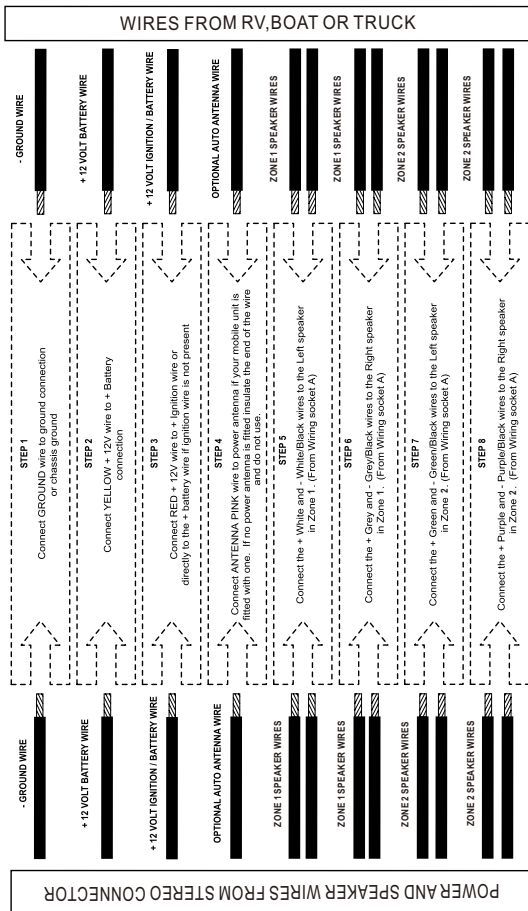 WIRES FROM RV,BOAT OR TRUCK
- GROUND WIRE
+ 12 VOLT BATTERY WIRE
+ 12 VOLT IGNITION / BATTERY WIRE
OPTIONAL AUTO ANTENNA WIRE
ZONE 1 SPEAKER WIRES
ZONE 1 SPEAKER WIRES
ZONE 2 SPEAKER WIRES
ZONE 2 SPEAKER WIRES
STEP 1
Connect GROUND wire to ground connection
or chassis ground
STEP 2
Connect YELLOW + 12V wire to + Battery
connection
STEP 3
Connect RED + 12V wire to + Ignition wire or
directly to the + battery wire if ignition wire is not present
STEP 4
Connect ANTENNA PINK wire to power antenna if your mobile unit is
fitted with one. If no power antenna is fitted insulate the end of the wire
and do not use.
STEP 5
Connect the + White and - White/Black wires to the Left speaker
in Zone 1. (From Wiring socket A)
STEP 6
Connect the + Grey and - Grey/Black wires to the Right speaker
in Zone 1. (From Wiring socket A)
STEP 7
Connect the + Green and - Green/Black wires to the Left speaker
in Zone 2. (From Wiring socket A)
STEP 8
Connect the + Purple and - Purple/Black wires to the Right speaker
in Zone 2. (From Wiring socket A)
- GROUND WIRE
+ 12 VOLT BATTERY WIRE
+ 12 VOLT IGNITION / BATTERY WIRE
OPTIONAL AUTO ANTENNA WIRE
ZONE 1 SPEAKER WIRES
ZONE 1 SPEAKER WIRES
ZONE 2 SPEAKER WIRES
ZONE 2 SPEAKER WIRES
POWER AND SPEAKER WIRES FROM STEREO CONNECTOR